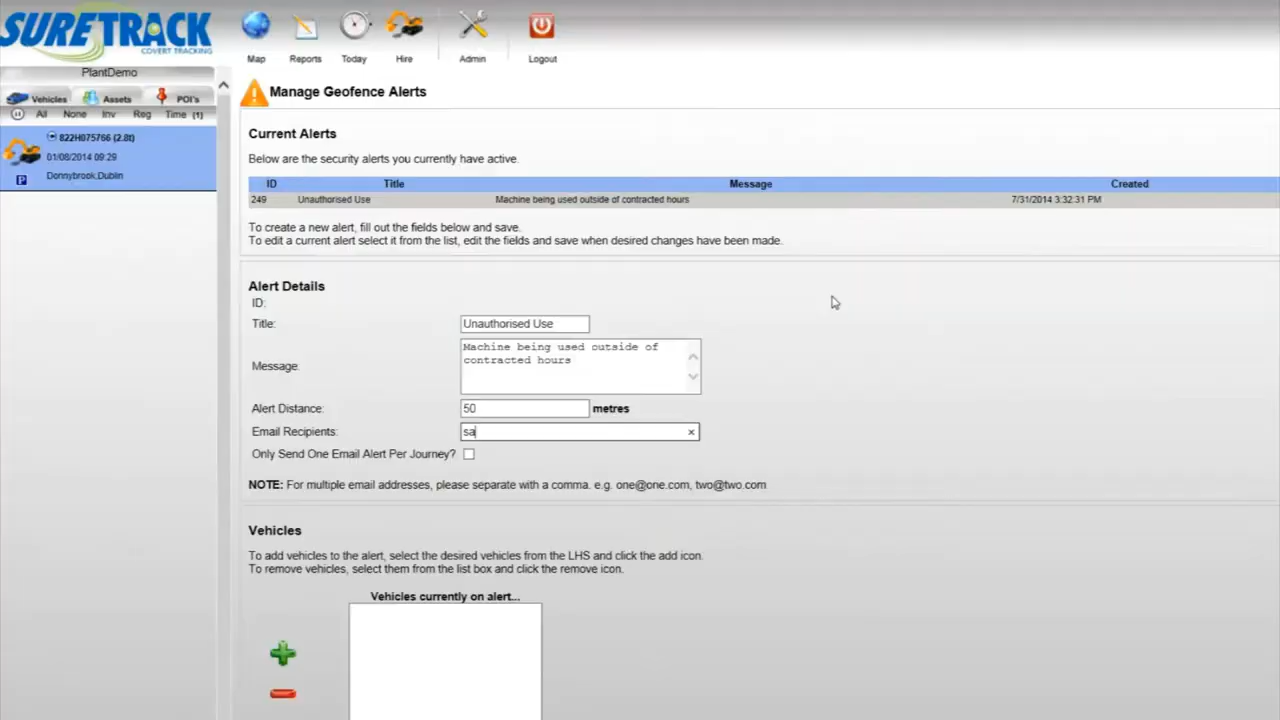 SURETRACK
COVERT TRACKING
Map Reports Today Hire Admin Logout
PlantDemo
Vehicles Assets POI's
All None Inv Reg Time (1)
822H075766 (2.8t)
01/08/2014 09:29
Donnybrook,Dublin
P
Manage Geofence Alerts
Current Alerts
Below are the security alerts you currently have active.
ID Title Message Created
249 Unauthorised Use Machine being used outside of contracted hours 7/31/2014 3:32:31 PM
To create a new alert, fill out the fields below and save.
To edit a current alert select it from the list, edit the fields and save when desired changes have been made.
Alert Details
ID:
Title: Unauthorised Use
Message: Machine being used outside of
contracted hours
Alert Distance: 50 metres
Email Recipients: sa ×
Only Send One Email Alert Per Journey?
NOTE: For multiple email addresses, please separate with a comma. e.g. one@one.com, two@two.com
Vehicles
To add vehicles to the alert, select the desired vehicles from the LHS and click the add icon.
To remove vehicles, select them from the list box and click the remove icon.
Vehicles currently on alert...